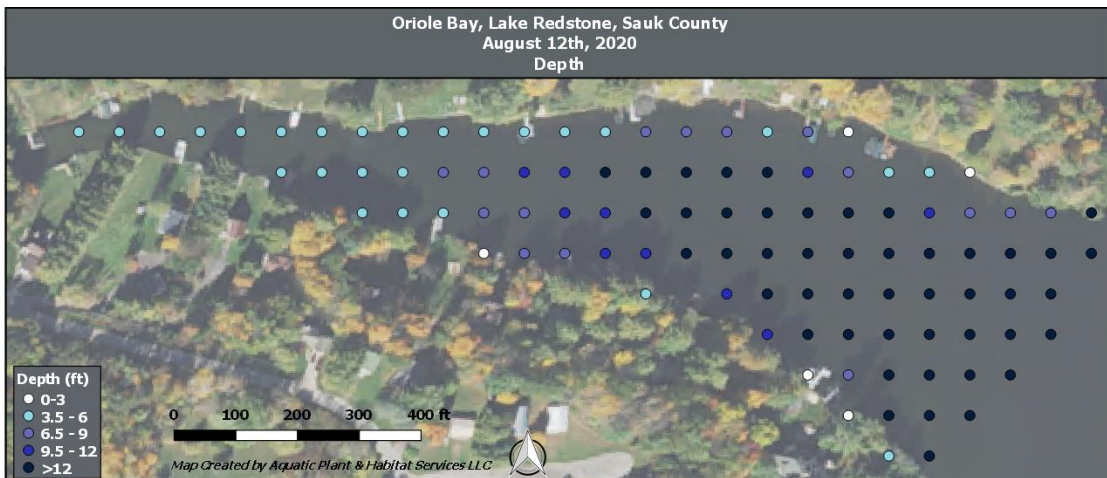 Oriole Bay, Lake Redstone, Sauk County
August 12th, 2020
Depth
Depth (ft)
0-3
3.5 - 6
6.5 - 9
9.5 - 12
>12
0 100 200 300 400 ft
Map Created by Aquatic Plant & Habitat Services LLC